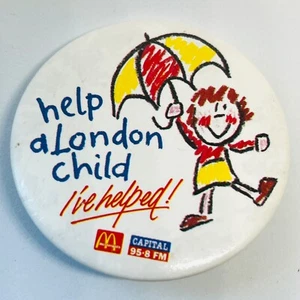 help
a London
child
I've helped!
M
CAPITAL
95·8 FM